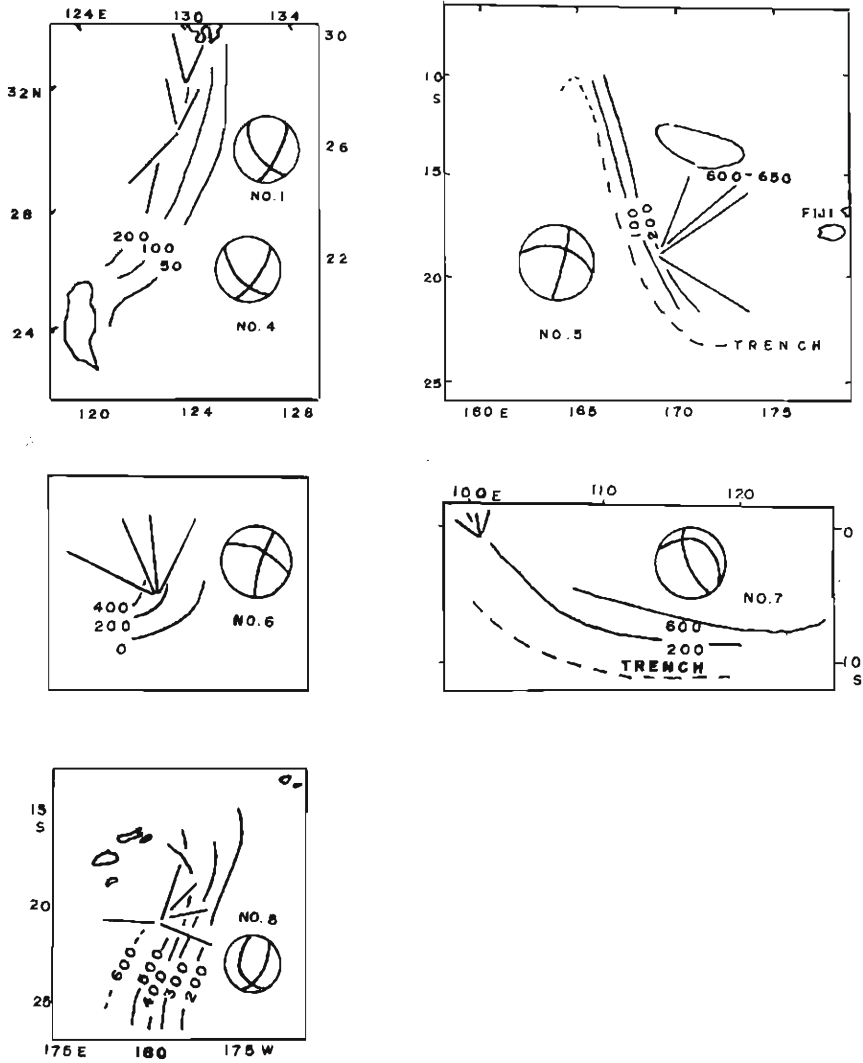 124 E 130 134
30
32 N
26
NO. 1
28
200
100
50
22
NO. 4
24
120 124 128
10
S
15
600-650
FIJI
100
200
20
NO. 5
TRENCH
25
160 E 165 170 175
400
200
0
NO. 6
100 E 110 120
0
NO. 7
600
200
TRENCH
10
S
15
S
20
NO. 8
600
500
400
300
200
25
175 E 180 175 W